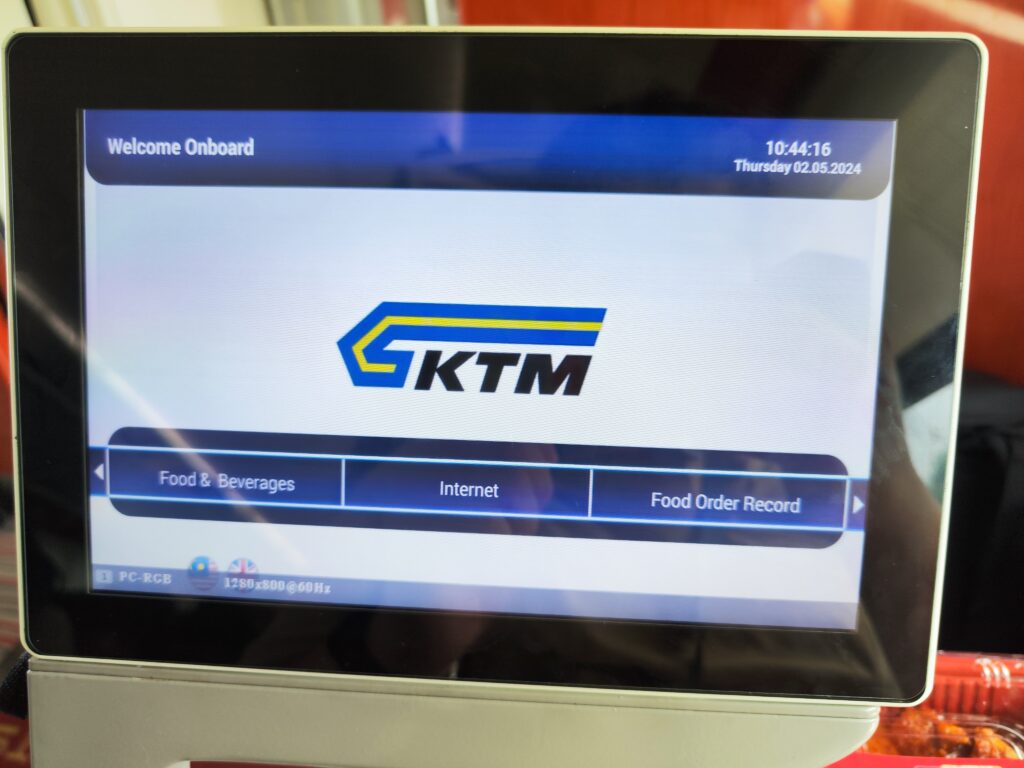 Welcome Onboard
10:44:16
Thursday 02.05.2024
KTM
Food & Beverages
Internet
Food Order Record
1 PC-RGB
1280x800@60Hz